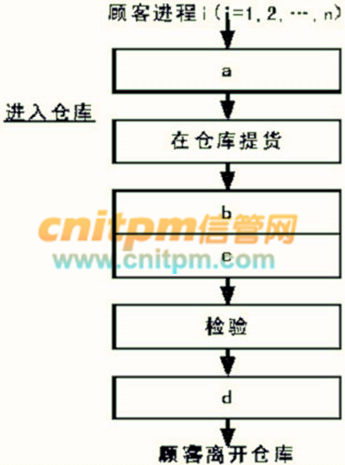 顾客进程i(i=1,2,…,n)
a
进入仓库
在仓库提货
b
cnitpm信管网
www.cnitpm.com
c
检验
d
顾客离开仓库